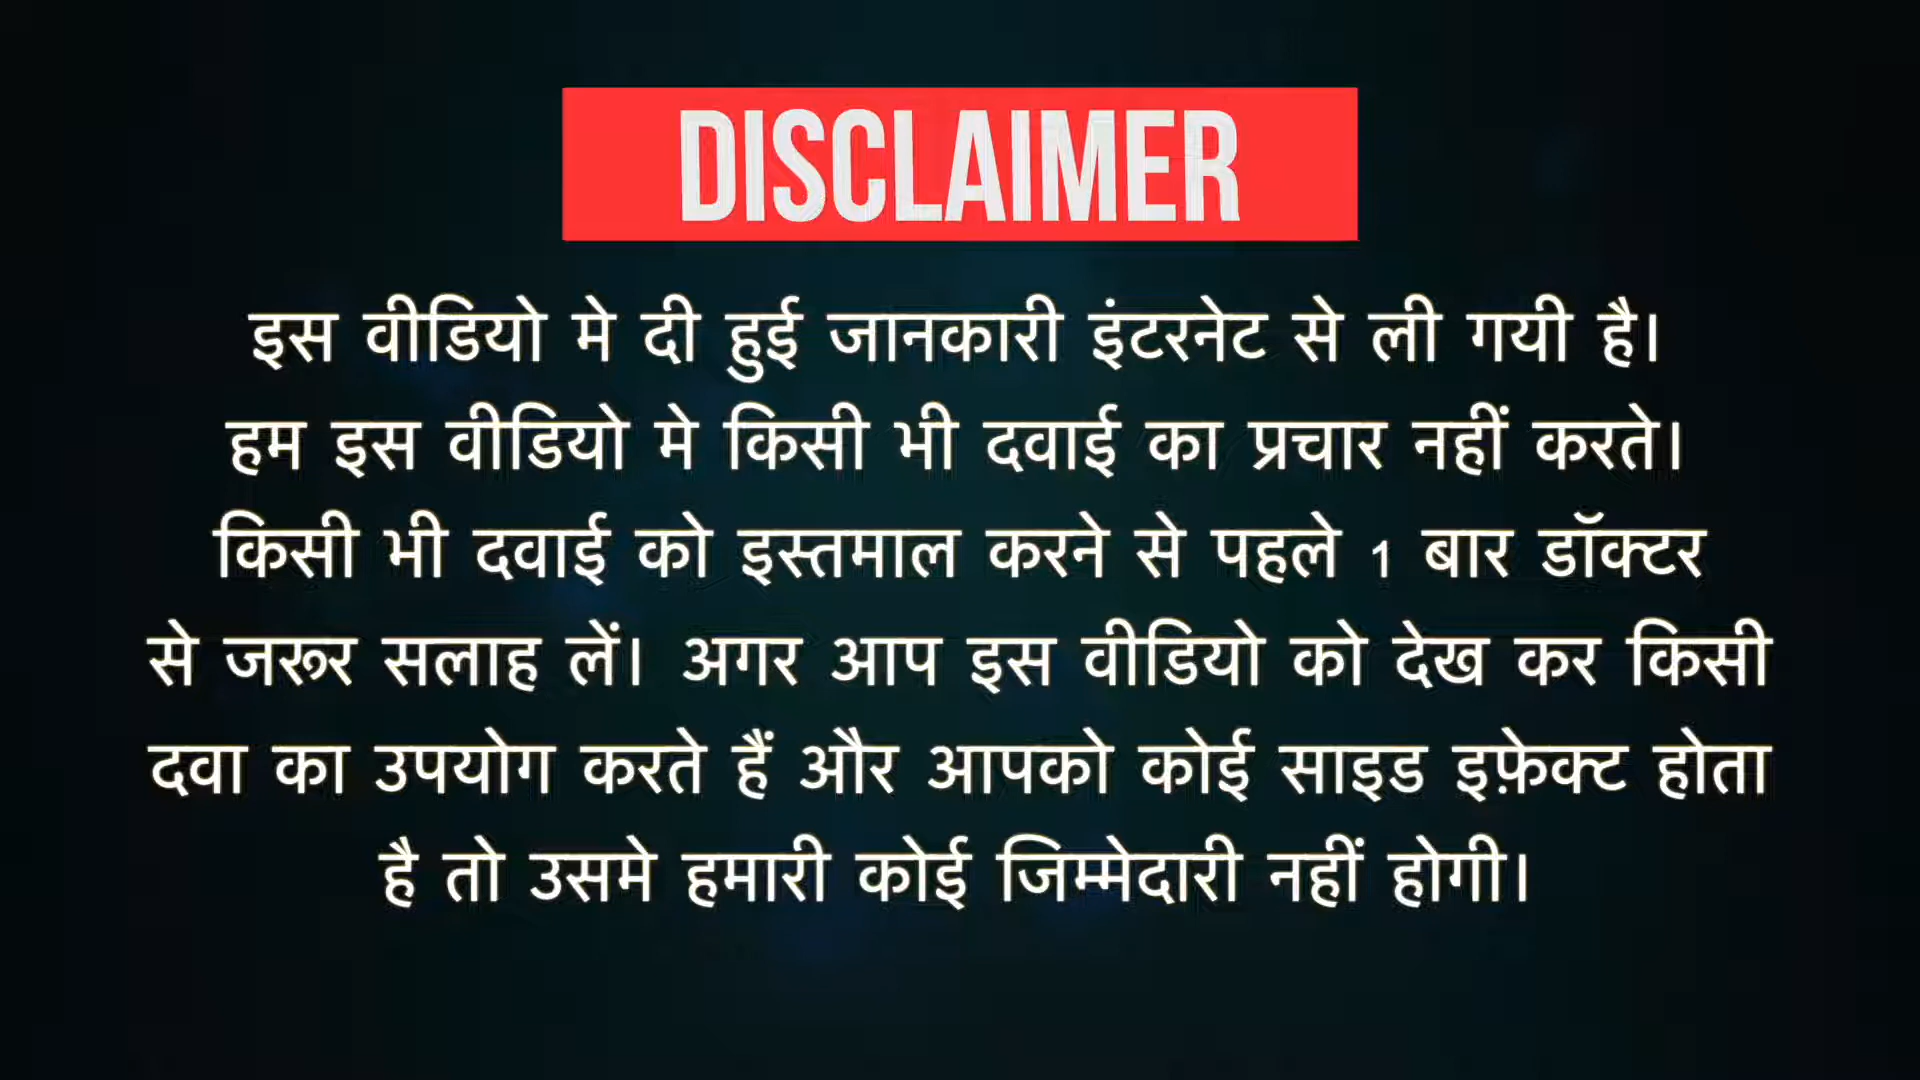 DISCLAIMER
इस वीडियो मे दी हुई जानकारी इंटरनेट से ली गयी है।
हम इस वीडियो मे किसी भी दवाई का प्रचार नहीं करते।
किसी भी दवाई को इस्तमाल करने से पहले 1 बार डॉक्टर
से जरूर सलाह लें। अगर आप इस वीडियो को देख कर किसी
दवा का उपयोग करते हैं और आपको कोई साइड इफ़ेक्ट होता
है तो उसमे हमारी कोई जिम्मेदारी नहीं होगी।